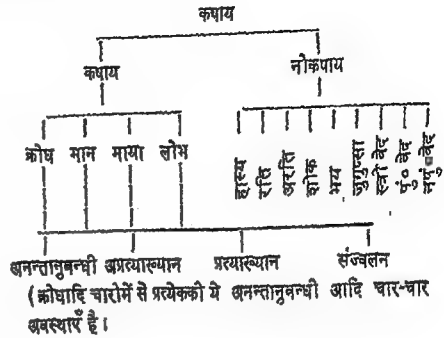 कषाय
कषाय नोकषाय
क्रोध मान माया लोभ
हास्य रति अरति शोक भय जुगुप्सा स्त्री वेद पुं० वेद नपुं० वेद
अनन्तानुबन्धी अप्रत्याख्यान प्रत्याख्यान संज्वलन
(क्रोधादि चारोमें से प्रत्येककी ये अनन्तानुबन्धी आदि चार-चार
अवस्थाएँ है।